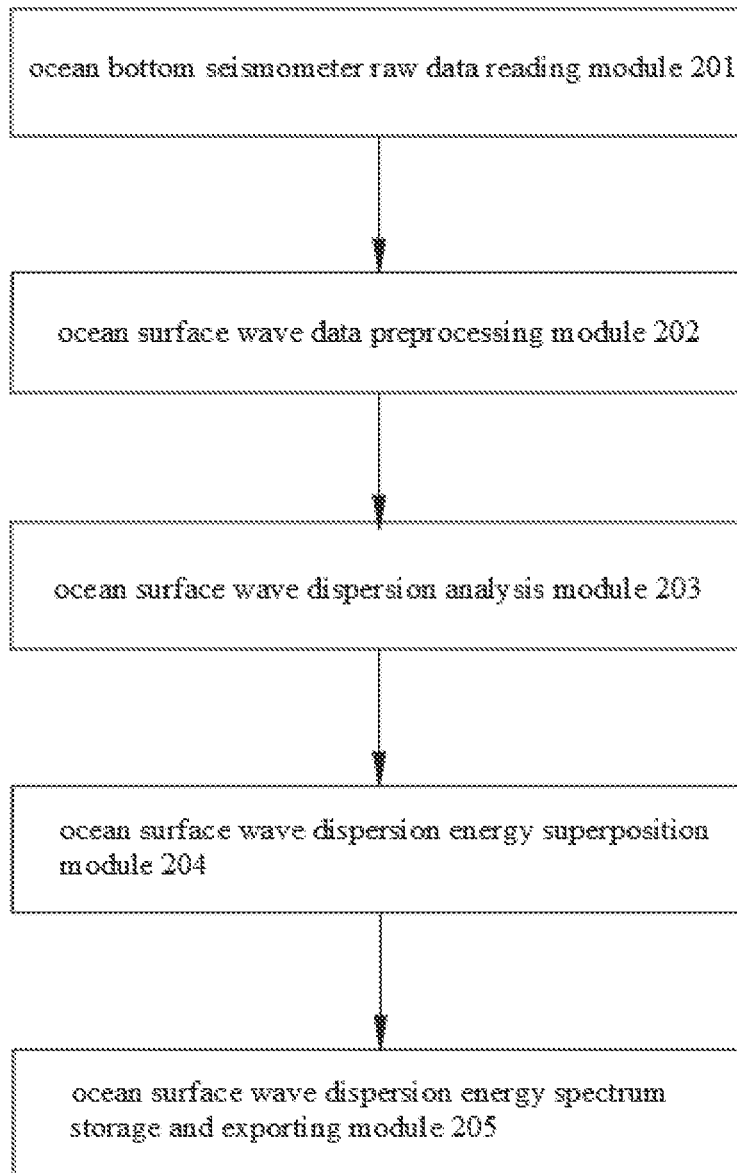 ocean bottom seismometer raw data reading module 201
ocean surface wave data preprocessing module 202
ocean surface wave dispersion analysis module 203
ocean surface wave dispersion energy superposition
module 204
ocean surface wave dispersion energy spectrum
storage and exporting module 205